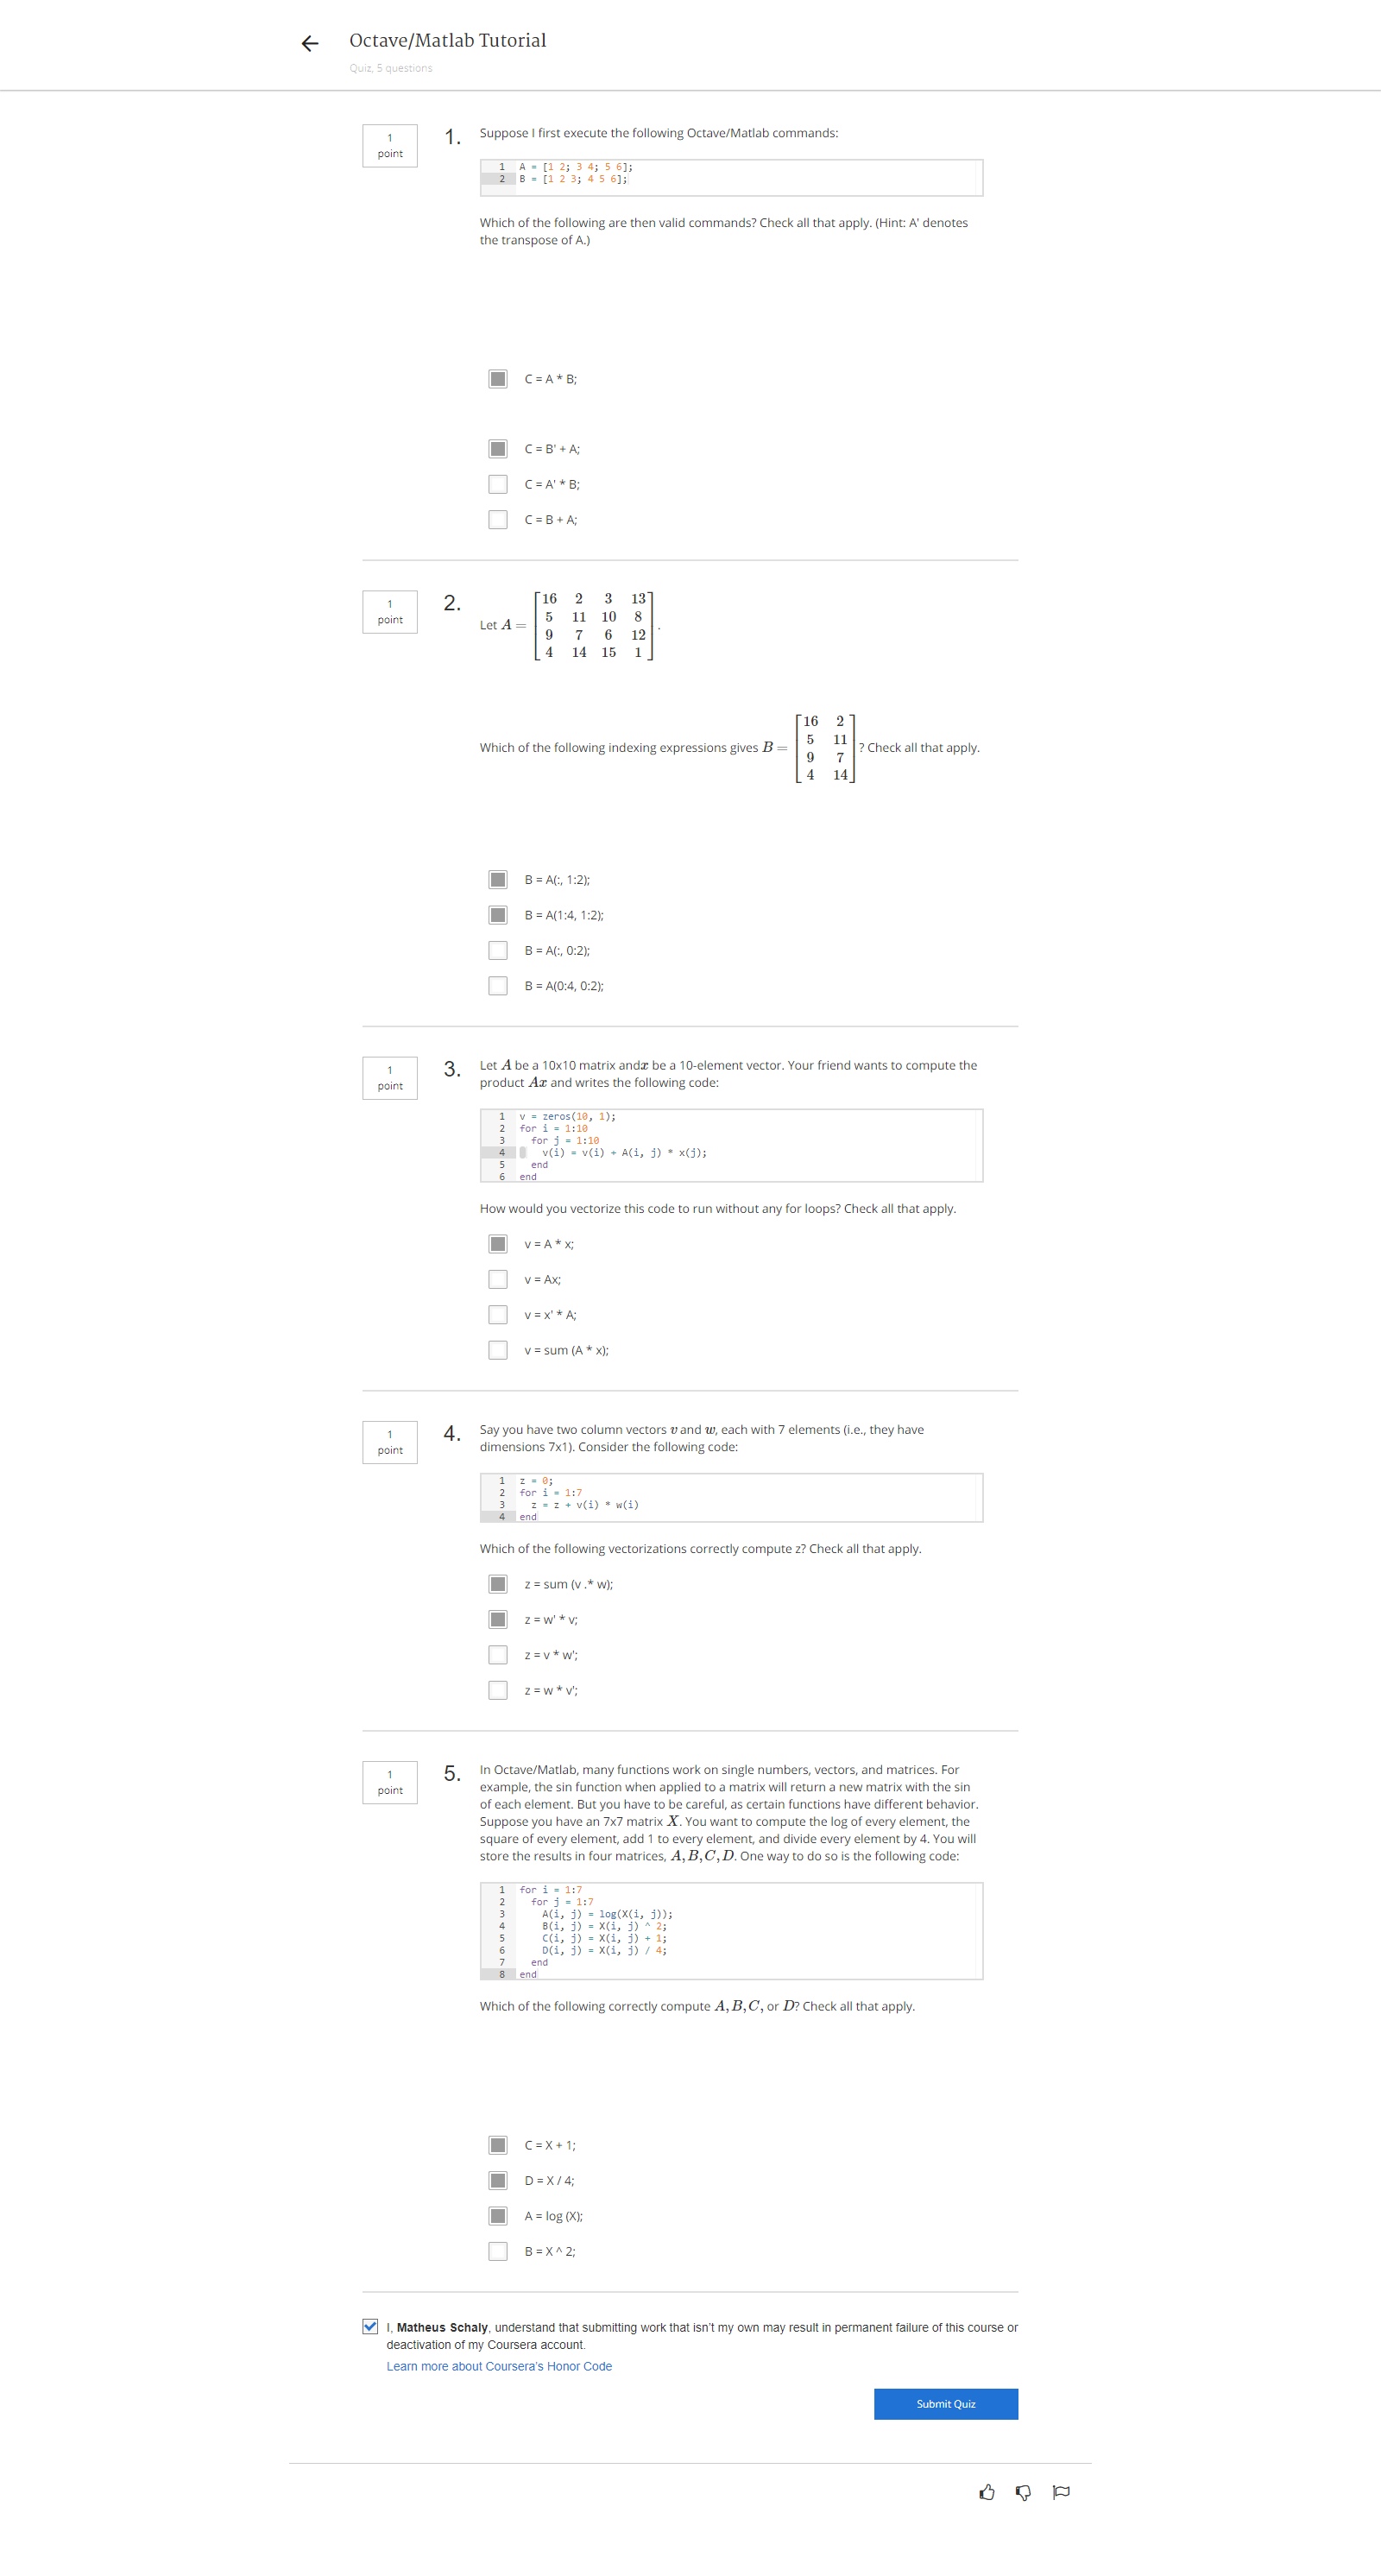 Octave/Matlab Tutorial
Quiz, 5 questions
1
point
1.
Suppose I first execute the following Octave/Matlab commands:
1 A = [1 2; 3 4; 5 6];
2 B = [1 2 3; 4 5 6];
Which of the following are then valid commands? Check all that apply. (Hint: A' denotes
the transpose of A.)
C = A * B;
C = B' + A;
C = A' * B;
C = B + A;
1
point
2.
Let A =
16 2 3 13
5 11 10 8
9 7 6 12
4 14 15 1
.
Which of the following indexing expressions gives B =
16 2
5 11
9 7
4 14
? Check all that apply.
B = A(:, 1:2);
B = A(1:4, 1:2);
B = A(:, 0:2);
B = A(0:4, 0:2);
1
point
3.
Let A be a 10x10 matrix andx be a 10-element vector. Your friend wants to compute the
product Ax and writes the following code:
1 v = zeros(10, 1);
2 for i = 1:10
3 for j = 1:10
4 v(i) = v(i) + A(i, j) * x(j);
5 end
6 end
How would you vectorize this code to run without any for loops? Check all that apply.
v = A * x;
v = Ax;
v = x' * A;
v = sum (A * x);
1
point
4.
Say you have two column vectors v and w, each with 7 elements (i.e., they have
dimensions 7x1). Consider the following code:
1 z = 0;
2 for i = 1:7
3 z = z + v(i) * w(i)
4 end
Which of the following vectorizations correctly compute z? Check all that apply.
z = sum (v .* w);
z = w' * v;
z = v * w';
z = w * v';
1
point
5.
In Octave/Matlab, many functions work on single numbers, vectors, and matrices. For
example, the sin function when applied to a matrix will return a new matrix with the sin
of each element. But you have to be careful, as certain functions have different behavior.
Suppose you have an 7x7 matrix X. You want to compute the log of every element, the
square of every element, add 1 to every element, and divide every element by 4. You will
store the results in four matrices, A, B, C, D. One way to do so is the following code:
1 for i = 1:7
2 for j = 1:7
3 A(i, j) = log(X(i, j));
4 B(i, j) = X(i, j) ^ 2;
5 C(i, j) = X(i, j) + 1;
6 D(i, j) = X(i, j) / 4;
7 end
8 end
Which of the following correctly compute A, B, C, or D? Check all that apply.
C = X + 1;
D = X / 4;
A = log (X);
B = X ^ 2;
I, Matheus Schaly, understand that submitting work that isn't my own may result in permanent failure of this course or
deactivation of my Coursera account.
Learn more about Coursera's Honor Code
Submit Quiz